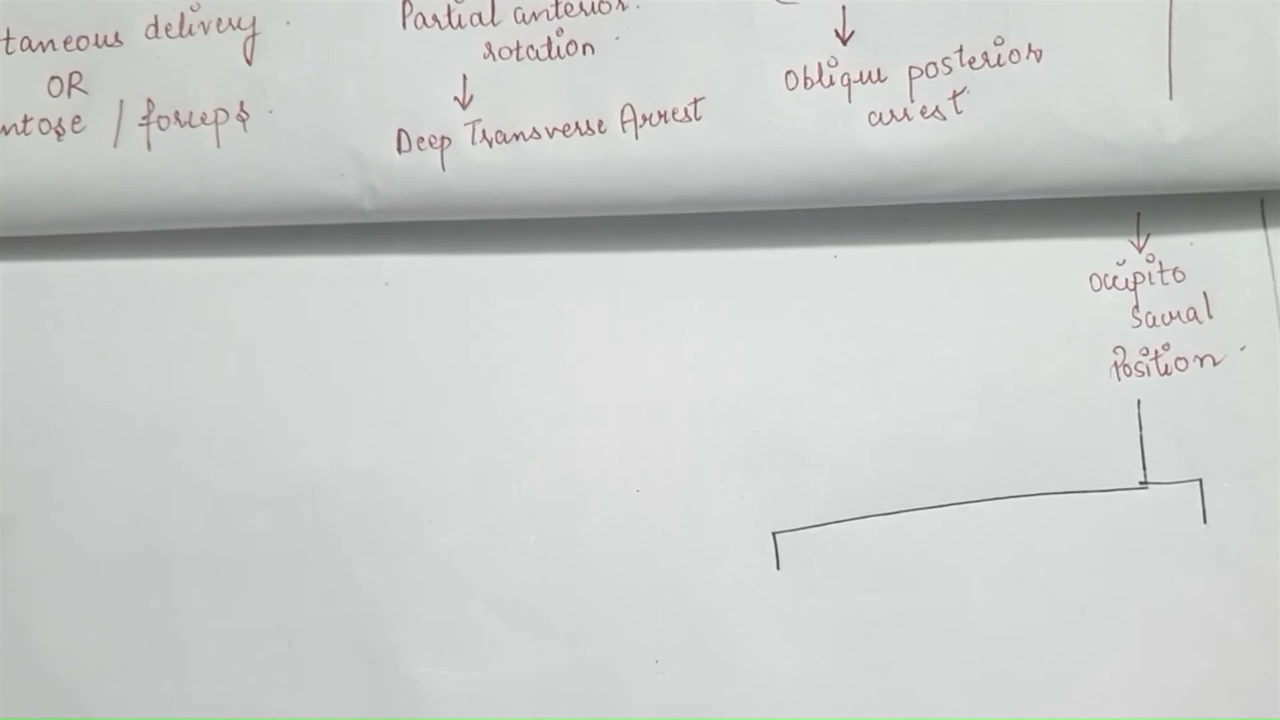 taneous delivery.
OR
ntose / forceps.
Partial anterior.
rotation
Deep Transverse Arrest
Oblique posterior
arrest
Occipito
Sacral
Position.